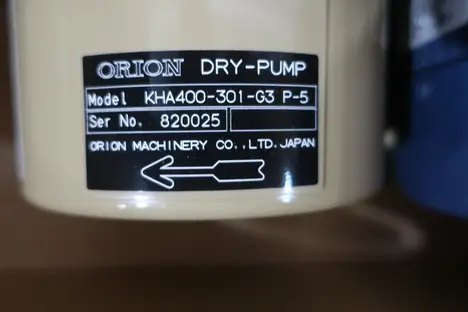 ORION DRY-PUMP
Model KHA400-301-G3 P-5
Ser No. 820025
ORION MACHINERY CO.,LTD.JAPAN